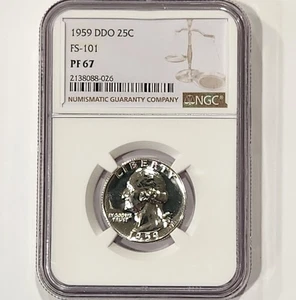 1959 DDO 25C
FS-101
PF 67
2138088-026
NUMISMATIC GUARANTY COMPANY
NGC
LIBERTY
IN GOD WE
TRUST
1959